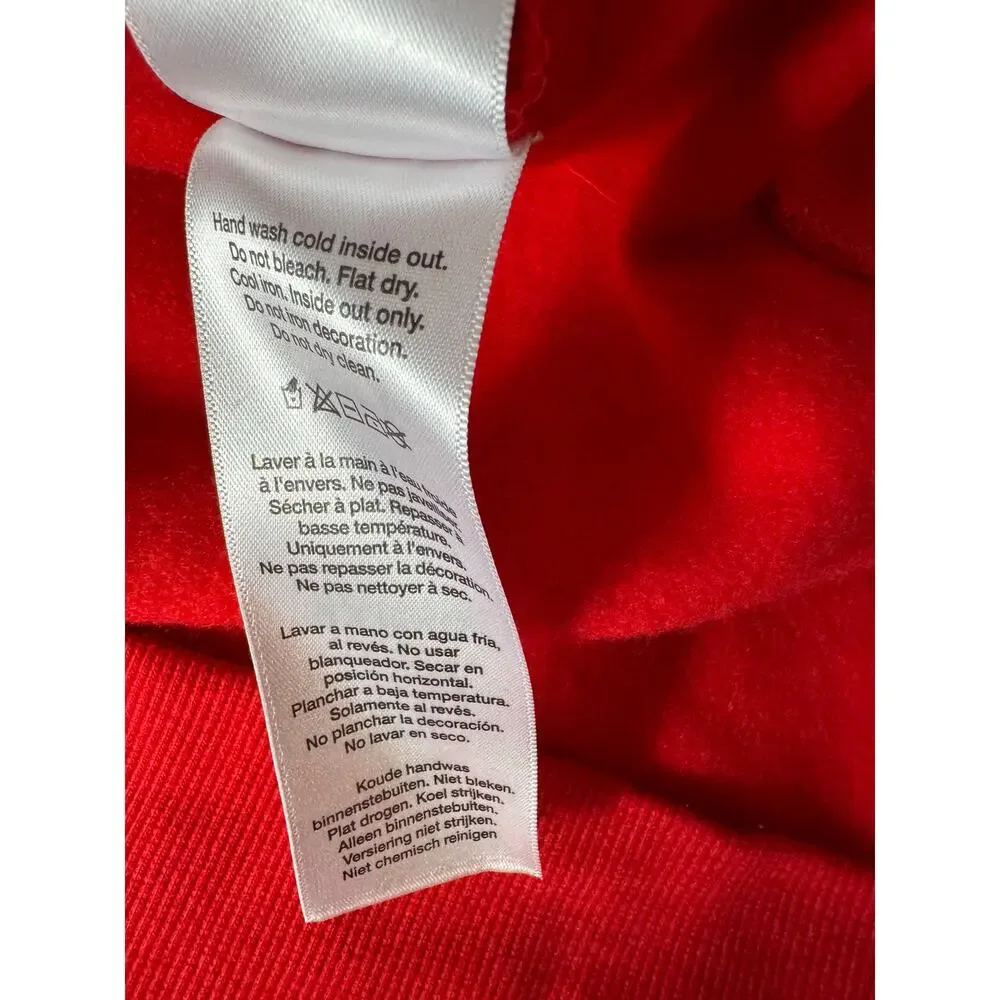 Hand wash cold inside out.
Do not bleach. Flat dry.
Cool iron. Inside out only.
Do not iron decoration.
Do not dry clean.
Laver à la main à l'eau froide
à l'envers. Ne pas javelliser.
Sécher à plat. Repasser à
basse température.
Uniquement à l'envers.
Ne pas repasser la décoration.
Ne pas nettoyer à sec.
Lavar a mano con agua fría,
al revés. No usar
blanqueador. Secar en
posición horizontal.
Planchar a baja temperatura.
Solamente al revés.
No planchar la decoración.
No lavar en seco.
Koude handwas
binnenstebuiten. Niet bleken.
Plat drogen. Koel strijken.
Alleen binnenstebuiten.
Versiering niet strijken.
Niet chemisch reinigen